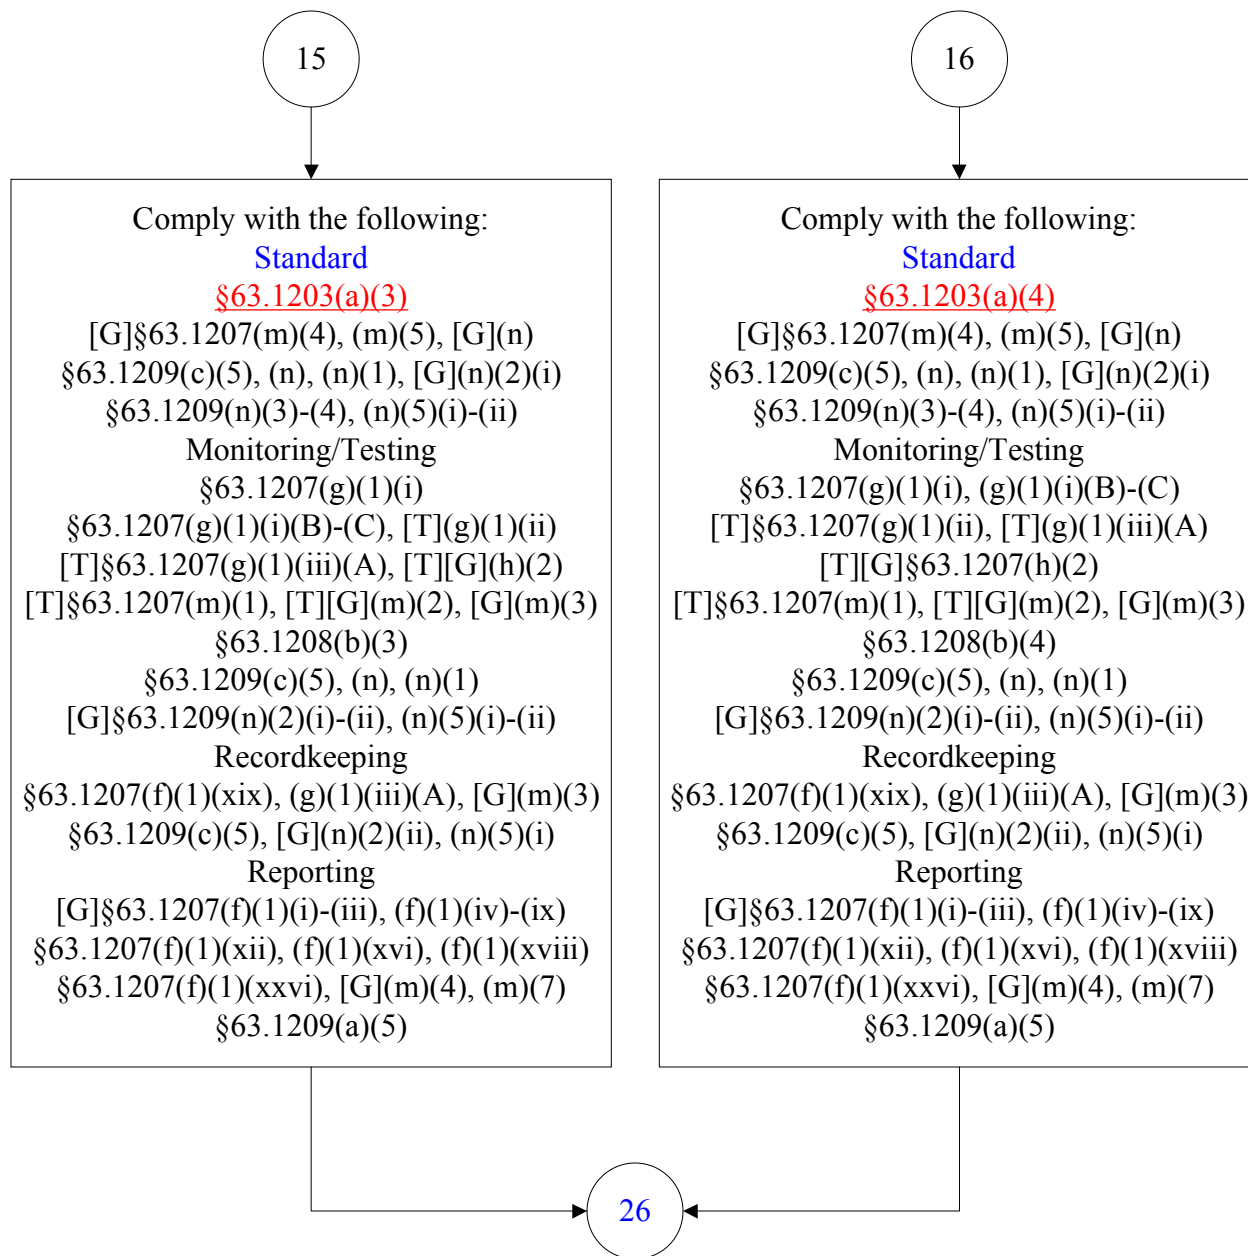 15
Comply with the following:
Standard
§63.1203(a)(3)
[G]§63.1207(m)(4), (m)(5), [G](n)
§63.1209(c)(5), (n), (n)(1), [G](n)(2)(i)
§63.1209(n)(3)-(4), (n)(5)(i)-(ii)
Monitoring/Testing
§63.1207(g)(1)(i)
§63.1207(g)(1)(i)(B)-(C), [T](g)(1)(ii)
[T]§63.1207(g)(1)(iii)(A), [T][G](h)(2)
[T]§63.1207(m)(1), [T][G](m)(2), [G](m)(3)
§63.1208(b)(3)
§63.1209(c)(5), (n), (n)(1)
[G]§63.1209(n)(2)(i)-(ii), (n)(5)(i)-(ii)
Recordkeeping
§63.1207(f)(1)(xix), (g)(1)(iii)(A), [G](m)(3)
§63.1209(c)(5), [G](n)(2)(ii), (n)(5)(i)
Reporting
[G]§63.1207(f)(1)(i)-(iii), (f)(1)(iv)-(ix)
§63.1207(f)(1)(xii), (f)(1)(xvi), (f)(1)(xviii)
§63.1207(f)(1)(xxvi), [G](m)(4), (m)(7)
§63.1209(a)(5)
16
Comply with the following:
Standard
§63.1203(a)(4)
[G]§63.1207(m)(4), (m)(5), [G](n)
§63.1209(c)(5), (n), (n)(1), [G](n)(2)(i)
§63.1209(n)(3)-(4), (n)(5)(i)-(ii)
Monitoring/Testing
§63.1207(g)(1)(i), (g)(1)(i)(B)-(C)
[T]§63.1207(g)(1)(ii), [T](g)(1)(iii)(A)
[T][G]§63.1207(h)(2)
[T]§63.1207(m)(1), [T][G](m)(2), [G](m)(3)
§63.1208(b)(4)
§63.1209(c)(5), (n), (n)(1)
[G]§63.1209(n)(2)(i)-(ii), (n)(5)(i)-(ii)
Recordkeeping
§63.1207(f)(1)(xix), (g)(1)(iii)(A), [G](m)(3)
§63.1209(c)(5), [G](n)(2)(ii), (n)(5)(i)
Reporting
[G]§63.1207(f)(1)(i)-(iii), (f)(1)(iv)-(ix)
§63.1207(f)(1)(xii), (f)(1)(xvi), (f)(1)(xviii)
§63.1207(f)(1)(xxvi), [G](m)(4), (m)(7)
§63.1209(a)(5)
26